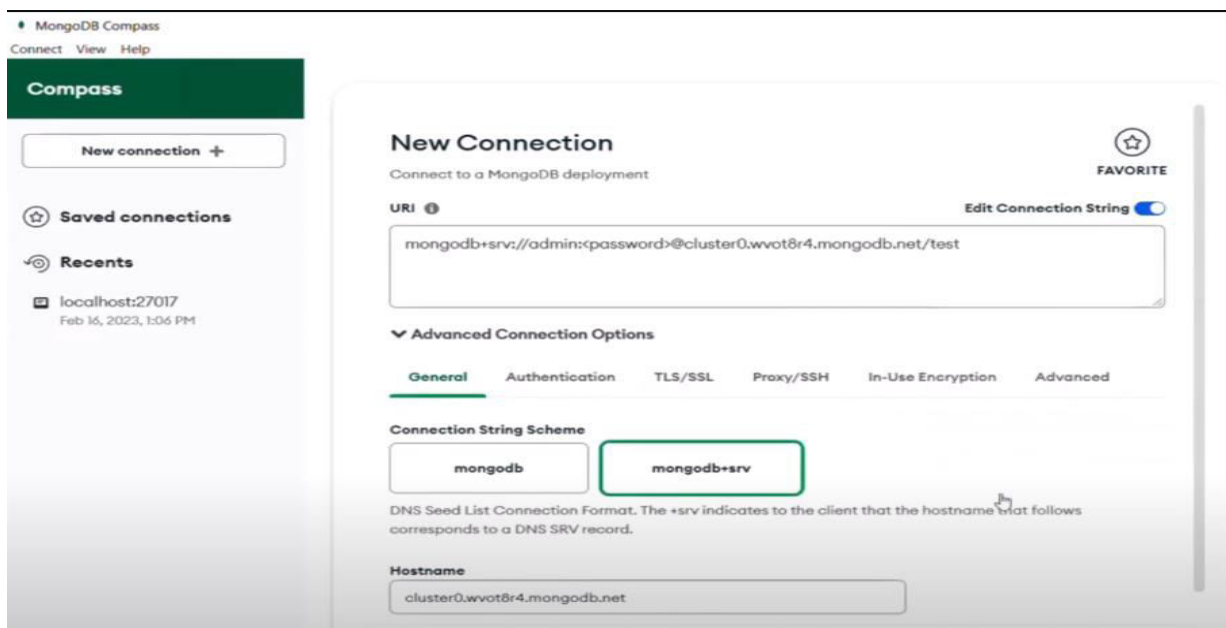 MongoDB Compass
Connect View Help
Compass
New connection +
Saved connections
Recents
localhost:27017
Feb 16, 2023, 1:06 PM
New Connection
Connect to a MongoDB deployment
FAVORITE
URI
Edit Connection String
mongodb+srv://admin:<password>@cluster0.wvot8r4.mongodb.net/test
Advanced Connection Options
General Authentication TLS/SSL Proxy/SSH In-Use Encryption Advanced
Connection String Scheme
mongodb mongodb+srv
DNS Seed List Connection Format. The +srv indicates to the client that the hostname that follows
corresponds to a DNS SRV record.
Hostname
cluster0.wvot8r4.mongodb.net